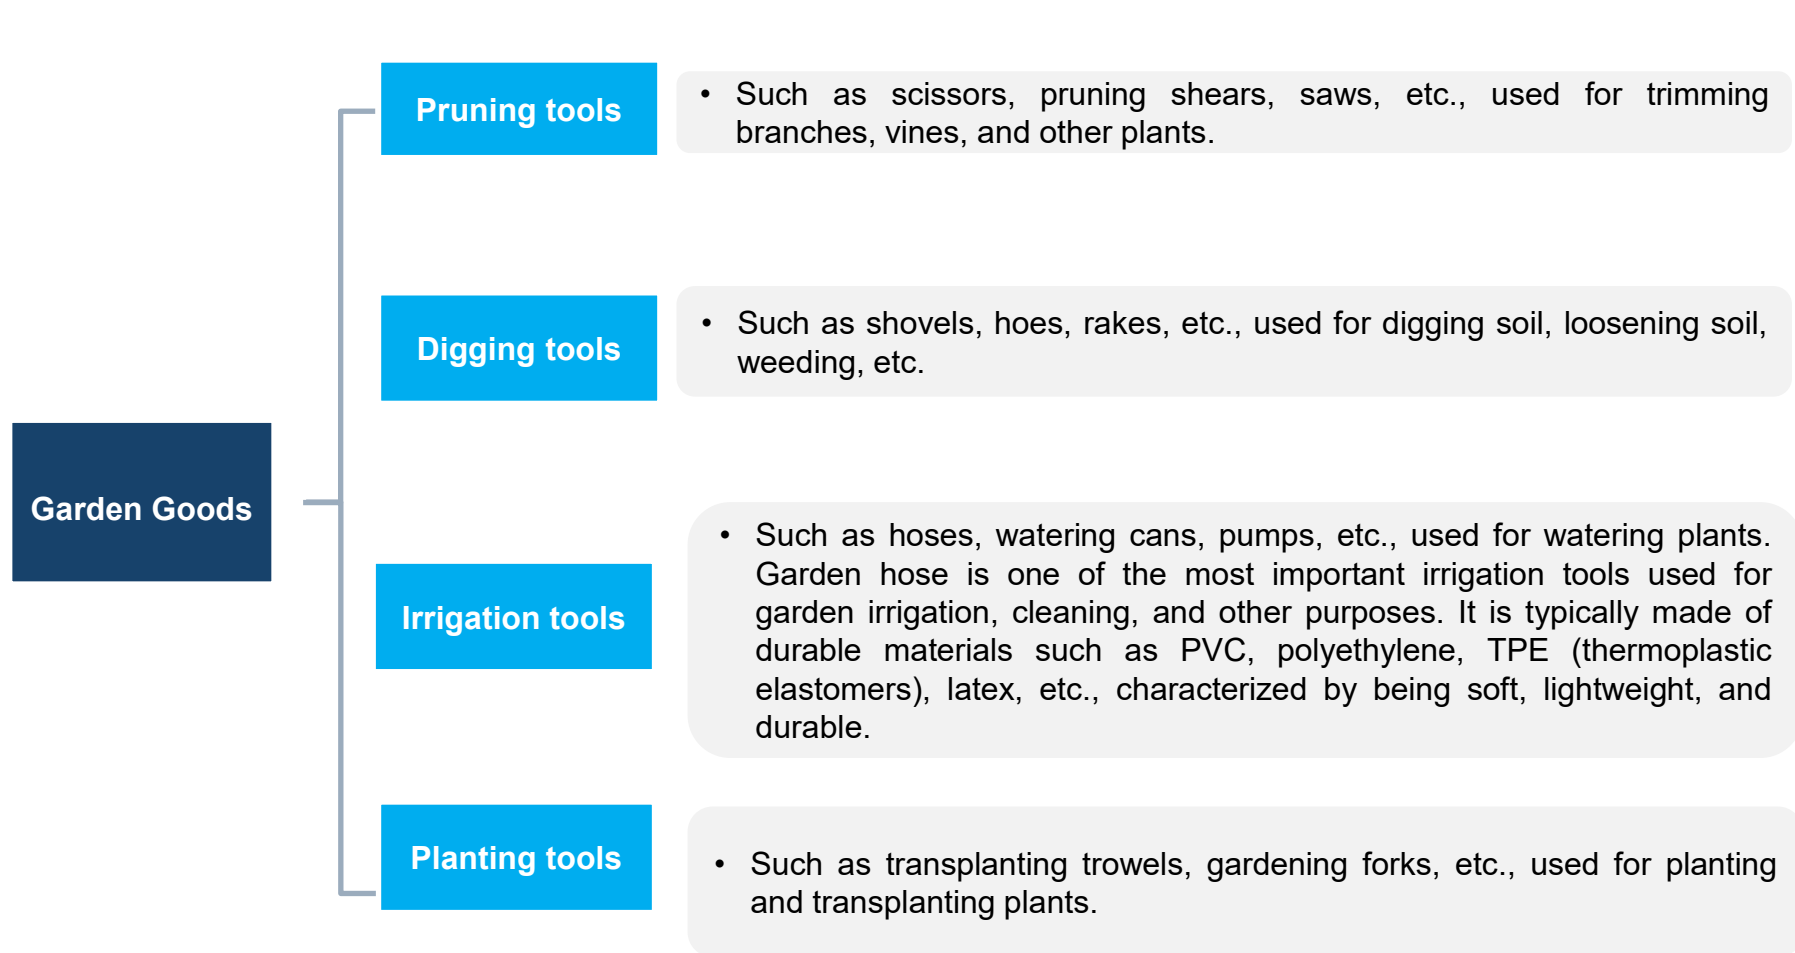 Pruning tools
• Such as scissors, pruning shears, saws, etc., used for trimming
branches, vines, and other plants.
Digging tools
• Such as shovels, hoes, rakes, etc., used for digging soil, loosening soil,
weeding, etc.
Garden Goods
Irrigation tools
• Such as hoses, watering cans, pumps, etc., used for watering plants.
Garden hose is one of the most important irrigation tools used for
garden irrigation, cleaning, and other purposes. It is typically made of
durable materials such as PVC, polyethylene, TPE (thermoplastic
elastomers), latex, etc., characterized by being soft, lightweight, and
durable.
Planting tools
• Such as transplanting trowels, gardening forks, etc., used for planting
and transplanting plants.